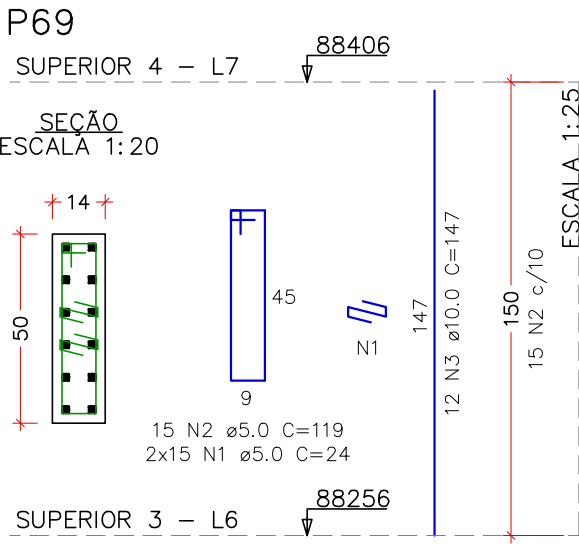 P69
88406
SUPERIOR 4 - L7
SEÇÃO
ESCALA 1:20
ESCALA 1:25
14
50
45
9
N1
147
12 N3 ø10.0 C=147
150
15 N2 c/10
15 N2 ø5.0 C=119
2x15 N1 ø5.0 C=24
88256
SUPERIOR 3 - L6